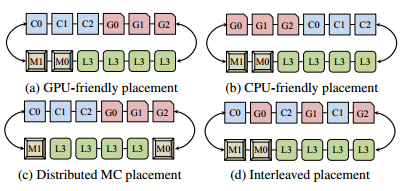 C0 C1 C2 G0 G1 G2 G0 G1 G2 C0 C1 C2
M1 M0 L3 L3 L3 L3 M1 M0 L3 L3 L3 L3
(a) GPU-friendly placement (b) CPU-friendly placement
C0 C1 C2 G0 G1 G2 C0 G0 C2 G1 C1 G2
M1 L3 L3 L3 L3 M0 M1 M0 L3 L3 L3 L3
(c) Distributed MC placement (d) Interleaved placement